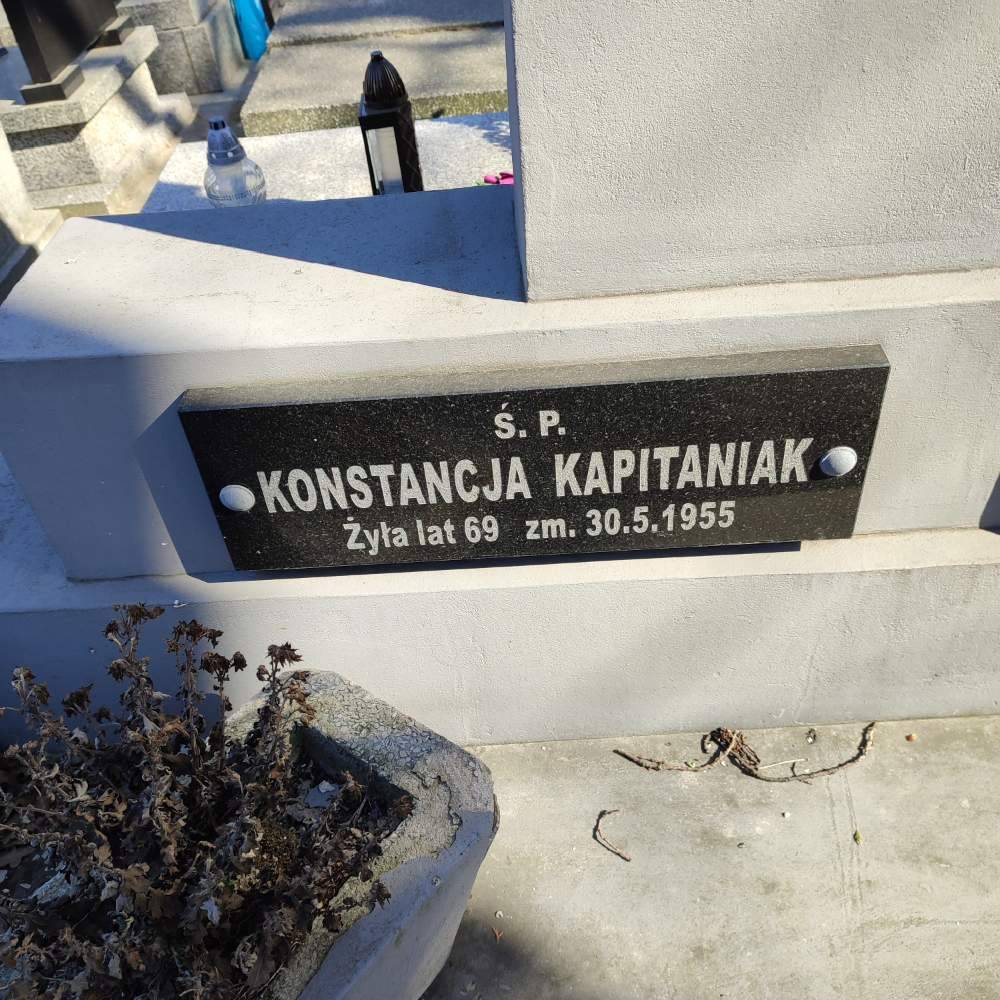 Ś. P.
KONSTANCJA KAPITANIAK
Żyła lat 69 zm. 30.5.1955